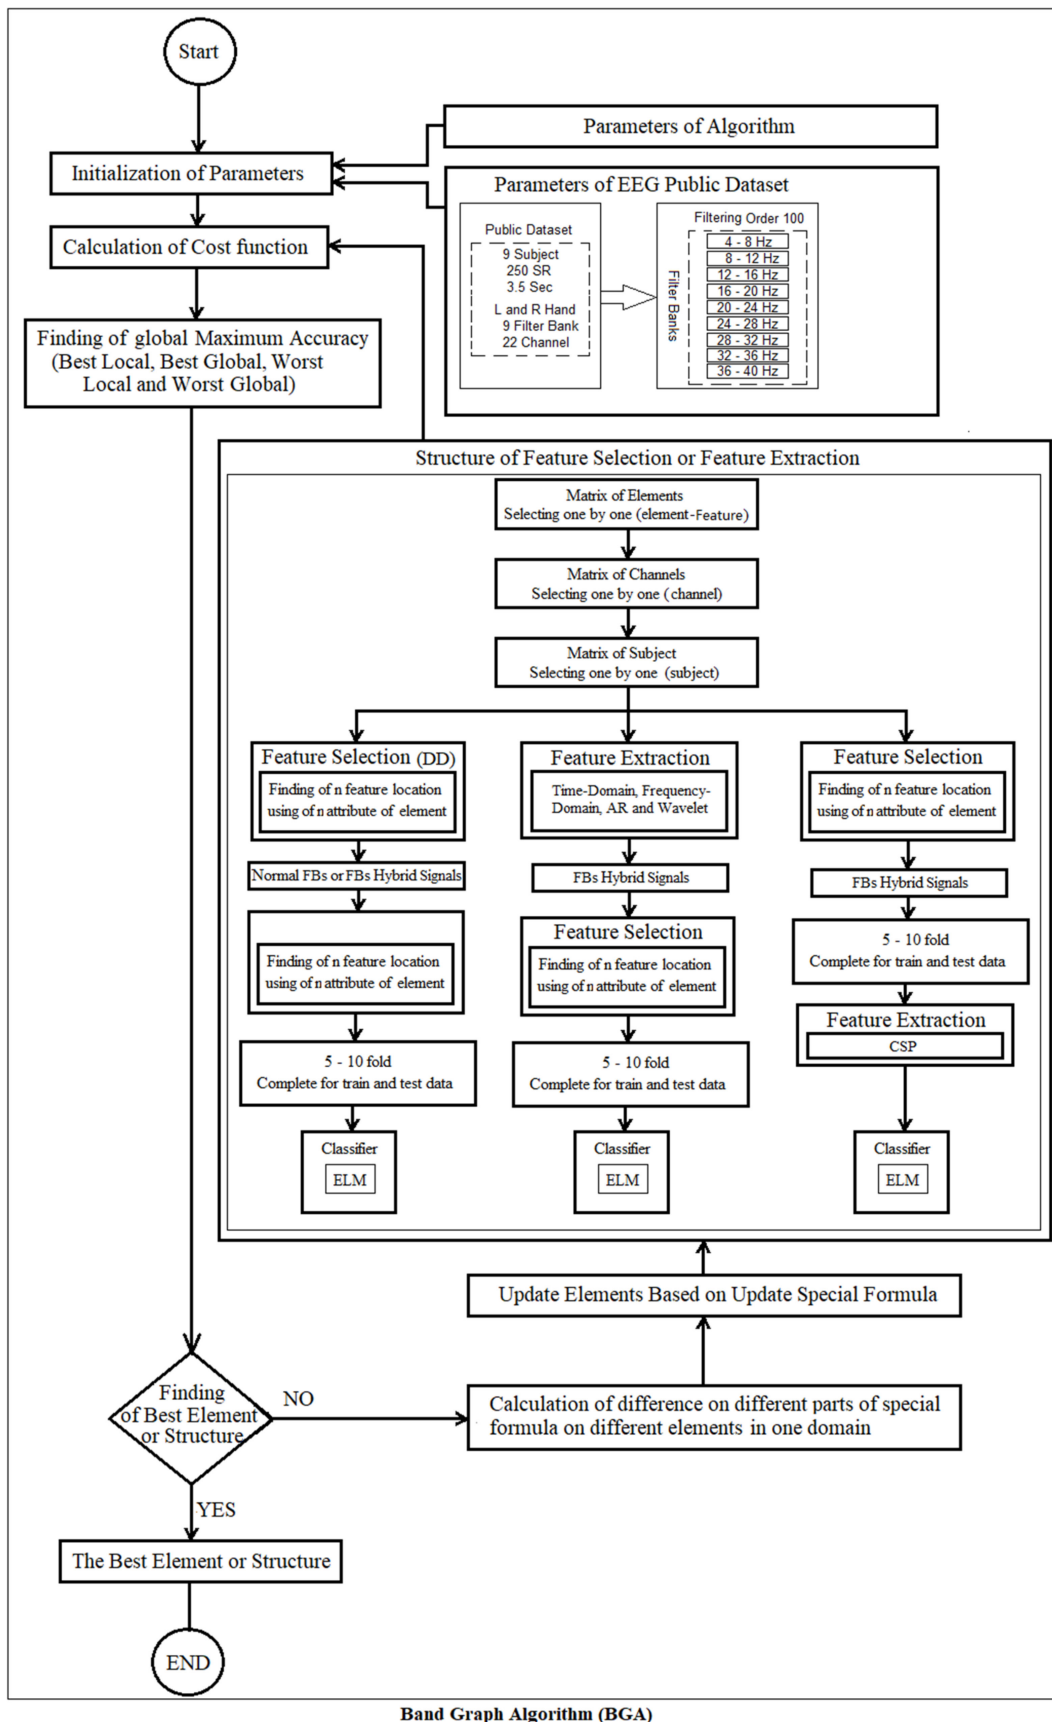 Start
Parameters of Algorithm
Initialization of Parameters
Parameters of EEG Public Dataset
Public Dataset
9 Subject
250 SR
3.5 Sec
L and R Hand
9 Filter Bank
22 Channel
Filtering Order 100
Filter Banks
4 - 8 Hz
8 - 12 Hz
12 - 16 Hz
16 - 20 Hz
20 - 24 Hz
24 - 28 Hz
28 - 32 Hz
32 - 36 Hz
36 - 40 Hz
Calculation of Cost function
Finding of global Maximum Accuracy
(Best Local, Best Global, Worst
Local and Worst Global)
Structure of Feature Selection or Feature Extraction
Matrix of Elements
Selecting one by one (element-Feature)
Matrix of Channels
Selecting one by one (channel)
Matrix of Subject
Selecting one by one (subject)
Feature Selection (DD)
Finding of n feature location
using of n attribute of element
Normal FBs or FBs Hybrid Signals
Finding of n feature location
using of n attribute of element
5 - 10 fold
Complete for train and test data
Classifier
ELM
Feature Extraction
Time-Domain, Frequency-
Domain, AR and Wavelet
FBs Hybrid Signals
Feature Selection
Finding of n feature location
using of n attribute of element
5 - 10 fold
Complete for train and test data
Classifier
ELM
Feature Selection
Finding of n feature location
using of n attribute of element
FBs Hybrid Signals
5 - 10 fold
Complete for train and test data
Feature Extraction
CSP
Classifier
ELM
Update Elements Based on Update Special Formula
Calculation of difference on different parts of special
formula on different elements in one domain
Finding
of Best Element
or Structure
NO
YES
The Best Element or Structure
END
Band Graph Algorithm (BGA)